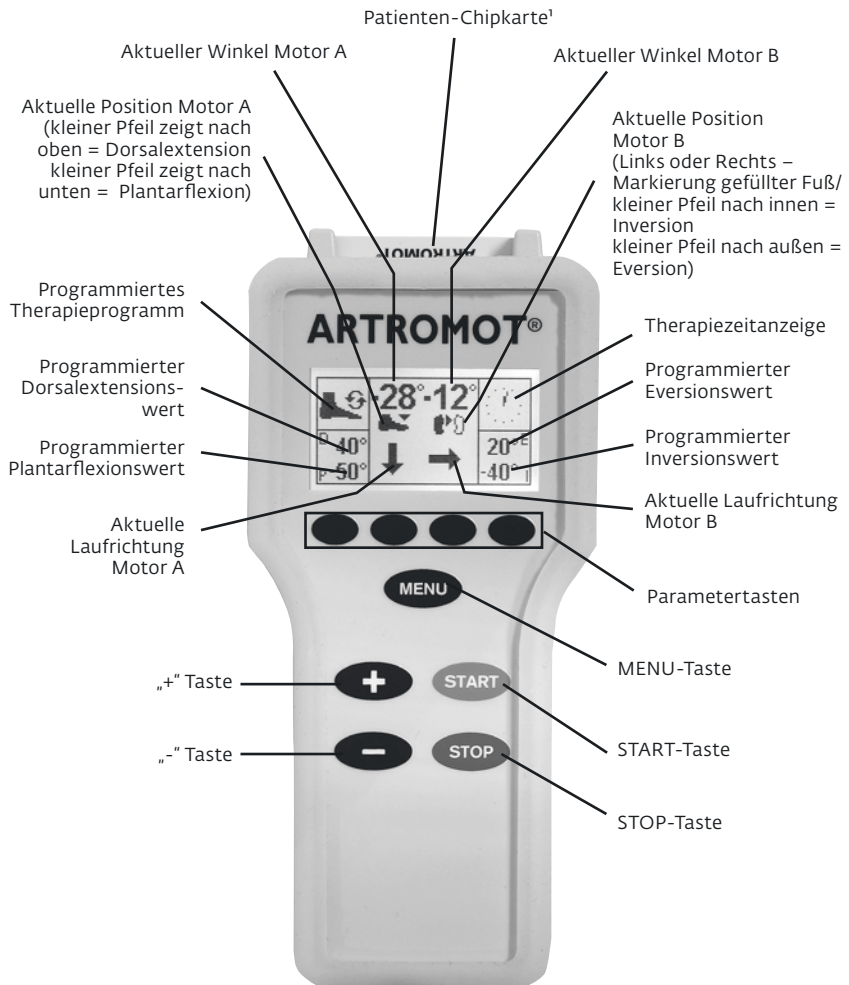 Patienten-Chipkarte¹
Aktueller Winkel Motor A
Aktueller Winkel Motor B
Aktuelle Position Motor A
(kleiner Pfeil zeigt nach
oben = Dorsalextension
kleiner Pfeil zeigt nach
unten = Plantarflexion)
Aktuelle Position
Motor B
(Links oder Rechts –
Markierung gefüllter Fuß/
kleiner Pfeil nach innen =
Inversion
kleiner Pfeil nach außen =
Eversion)
ARTROMOT®
Programmiertes
Therapieprogramm
ARTROMOT®
Therapiezeitanzeige
-28° -12°
Programmierter
Dorsalextensions-
wert
Programmierter
Eversionswert
D 40°
20° E
Programmierter
Plantarflexionswert
Programmierter
Inversionswert
P 50°
-40° I
Aktuelle
Laufrichtung
Motor A
Aktuelle Laufrichtung
Motor B
Parametertasten
MENU
MENU-Taste
„+“ Taste
+
START
START-Taste
„-“ Taste
–
STOP
STOP-Taste